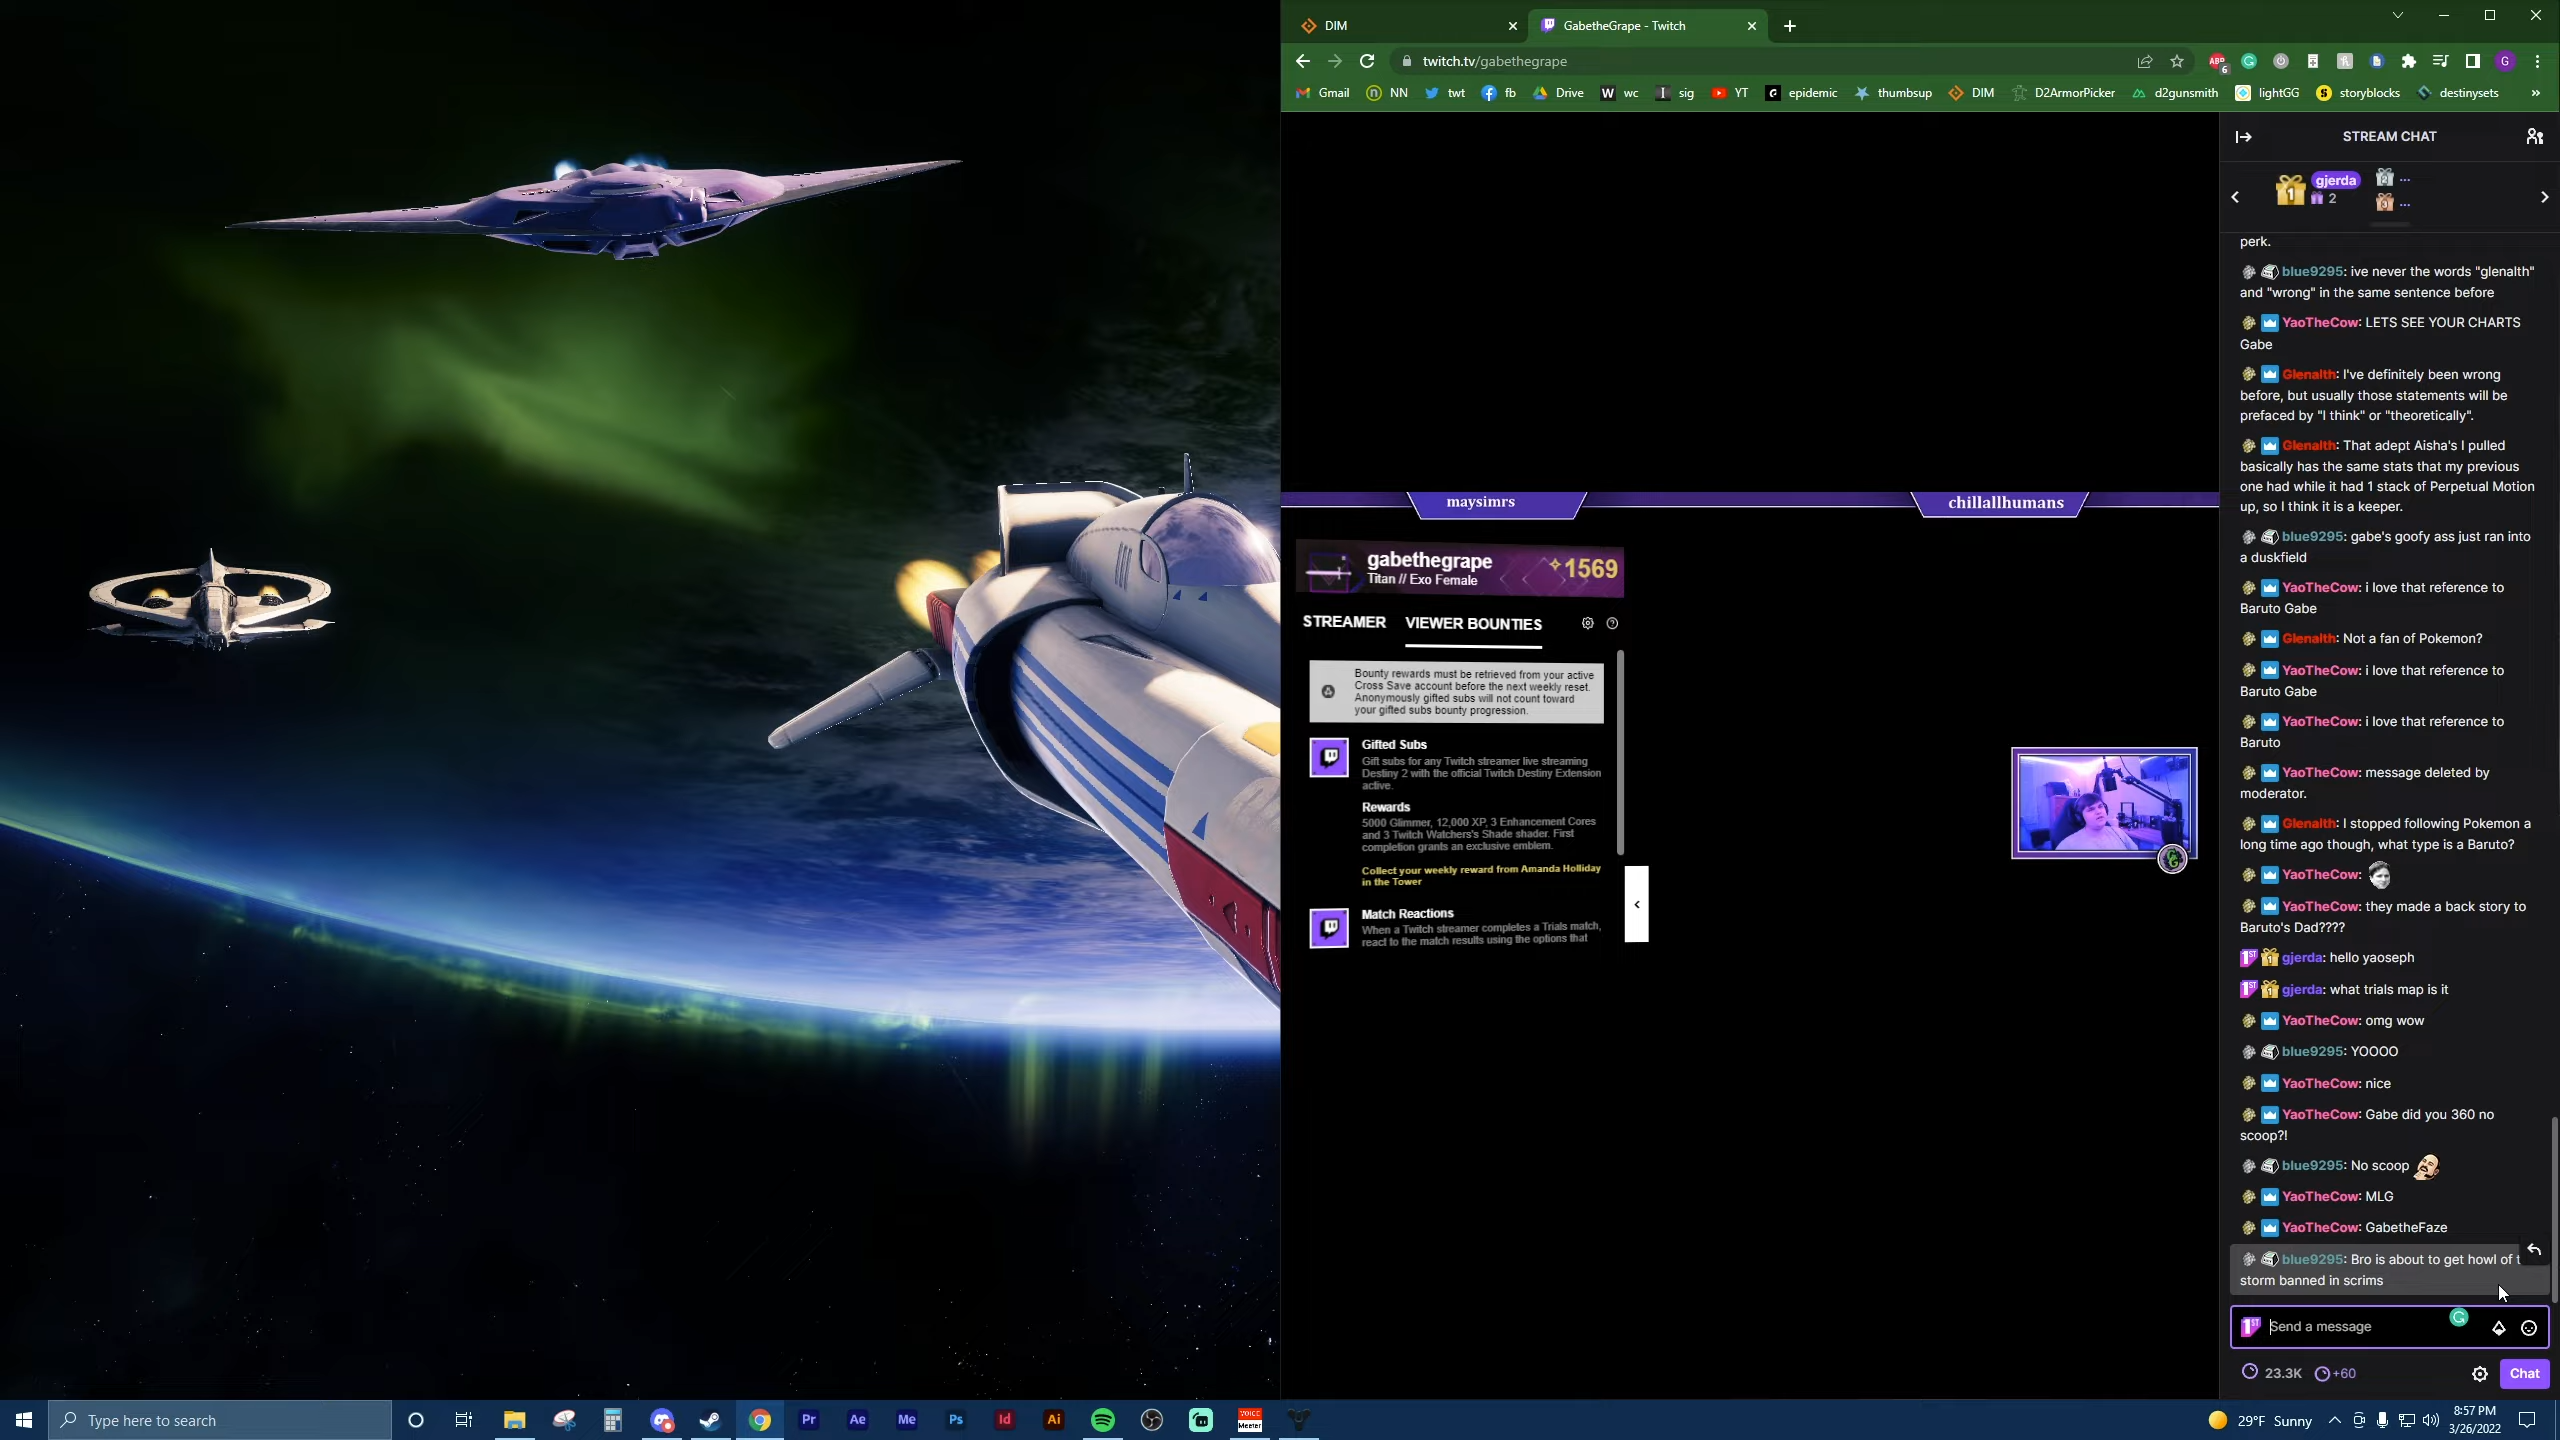 DIM
GabetheGrape - Twitch
twitch.tv/gabethegrape
ABP
6
G
Gmail
NN
twt
fb
Drive
W wc
sig
YT
epidemic
thumbsup
DIM
D2ArmorPicker
d2gunsmith
lightGG
storyblocks
destinysets
»
STREAM CHAT
1
gjerda
2
...
...
perk.
blue9295: ive never the words "glenalth"
and "wrong" in the same sentence before
YaoTheCow: LETS SEE YOUR CHARTS
Gabe
Glenalth: I've definitely been wrong
before, but usually those statements will be
prefaced by "I think" or "theoretically".
Glenalth: That adept Aisha's I pulled
basically has the same stats that my previous
one had while it had 1 stack of Perpetual Motion
up, so I think it is a keeper.
blue9295: gabe's goofy ass just ran into
a duskfield
YaoTheCow: i love that reference to
Baruto Gabe
Glenalth: Not a fan of Pokemon?
YaoTheCow: i love that reference to
Baruto Gabe
YaoTheCow: i love that reference to
Baruto
YaoTheCow: message deleted by
moderator.
Glenalth: I stopped following Pokemon a
long time ago though, what type is a Baruto?
YaoTheCow:
YaoTheCow: they made a back story to
Baruto's Dad????
1ST gjerda: hello yaoseph
1ST gjerda: what trials map is it
YaoTheCow: omg wow
blue9295: YOOOO
YaoTheCow: nice
YaoTheCow: Gabe did you 360 no
scoop?!
blue9295: No scoop
YaoTheCow: MLG
YaoTheCow: GabetheFaze
blue9295: Bro is about to get howl of t
storm banned in scrims
1ST Send a message
23.3K
+60
Chat
maysimrs
chillallhumans
gabethegrape
Titan // Exo Female
1569
STREAMER
VIEWER BOUNTIES
Bounty rewards must be retrieved from your active
Cross Save account before the next weekly reset.
Anonymously gifted subs will not count toward
your gifted subs bounty progression.
Gifted Subs
Gift subs for any Twitch streamer live streaming
Destiny 2 with the official Twitch Destiny Extension
active.
Rewards
5000 Glimmer, 12,000 XP, 3 Enhancement Cores
and 3 Twitch Watchers's Shade shader. First
completion grants an exclusive emblem.
Collect your weekly reward from Amanda Holliday
in the Tower
Match Reactions
When a Twitch streamer completes a Trials match,
react to the match results using the options that
Type here to search
Pr
Ae
Me
Ps
Id
Ai
VOICE
Meeter
29°F Sunny
8:57 PM
3/26/2022